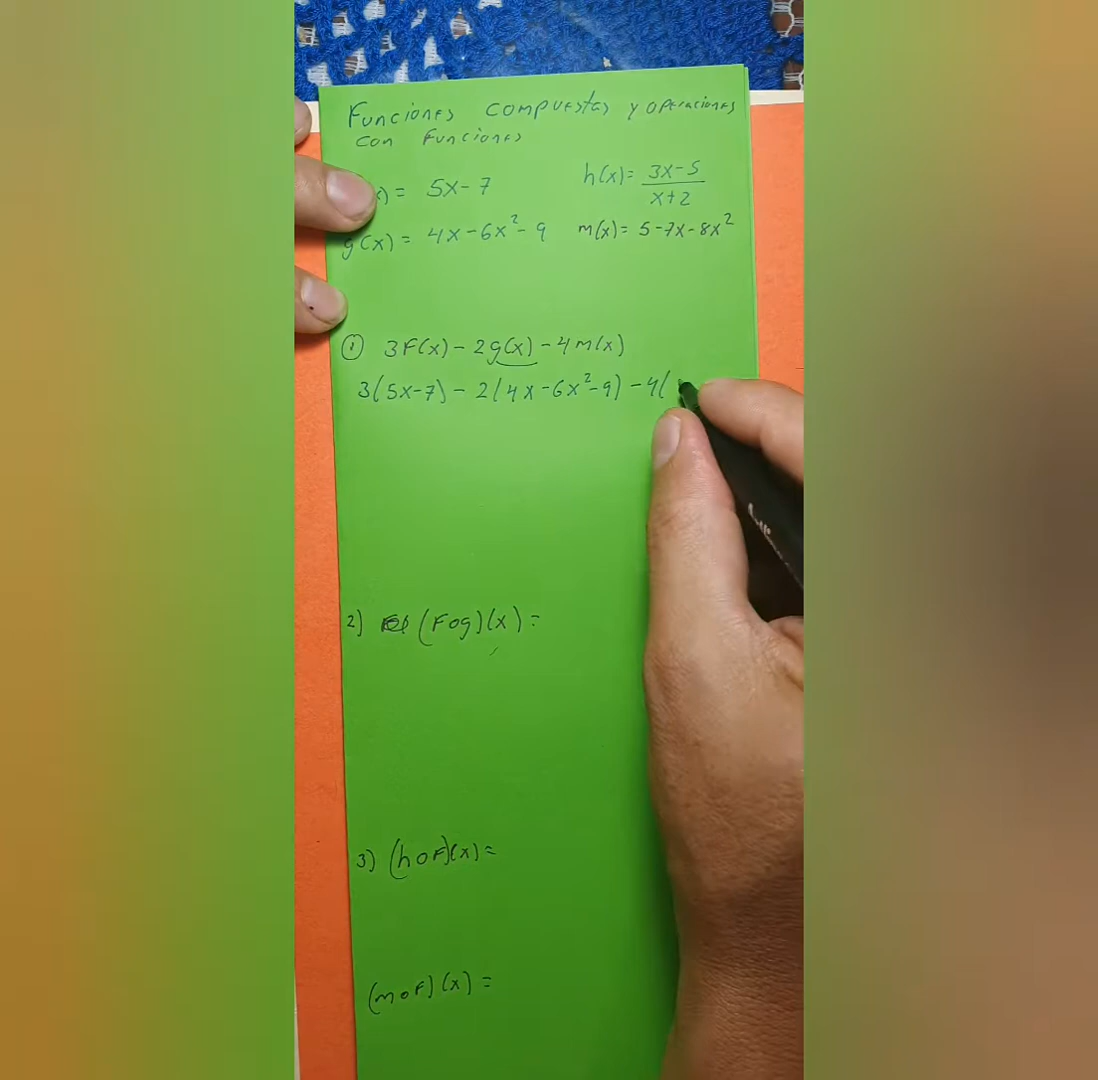 Funciones compuestas y operaciones
con funciones
x) = 5x - 7
h(x) = 3x - 5 / x + 2
g(x) = 4x - 6x² - 9
m(x) = 5 - 7x - 8x²
① 3F(x) - 2g(x) - 4m(x)
3(5x - 7) - 2(4x - 6x² - 9) - 4(
2) (Fog)(x) =
3) (hoF)(x) =
(moF)(x) =